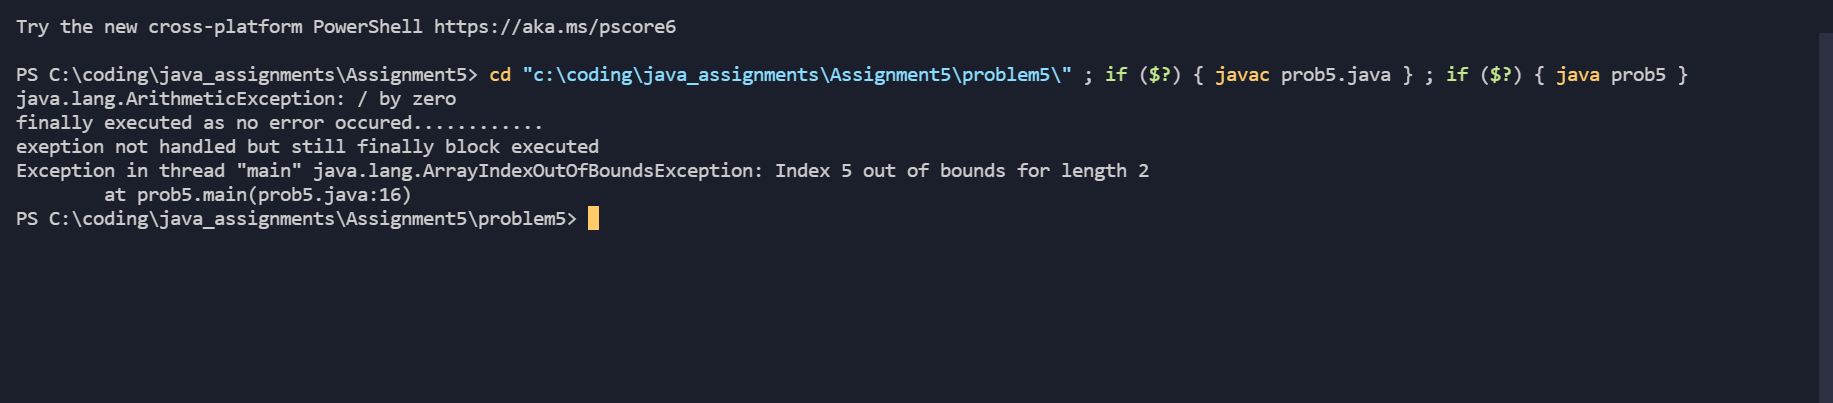 Try the new cross-platform PowerShell https://aka.ms/pscore6
PS C:\coding\java_assignments\Assignment5> cd "c:\coding\java_assignments\Assignment5\problem5\" ; if ($?) { javac prob5.java } ; if ($?) { java prob5 }
java.lang.ArithmeticException: / by zero
finally executed as no error occured............
exeption not handled but still finally block executed
Exception in thread "main" java.lang.ArrayIndexOutOfBoundsException: Index 5 out of bounds for length 2
        at prob5.main(prob5.java:16)
PS C:\coding\java_assignments\Assignment5\problem5>